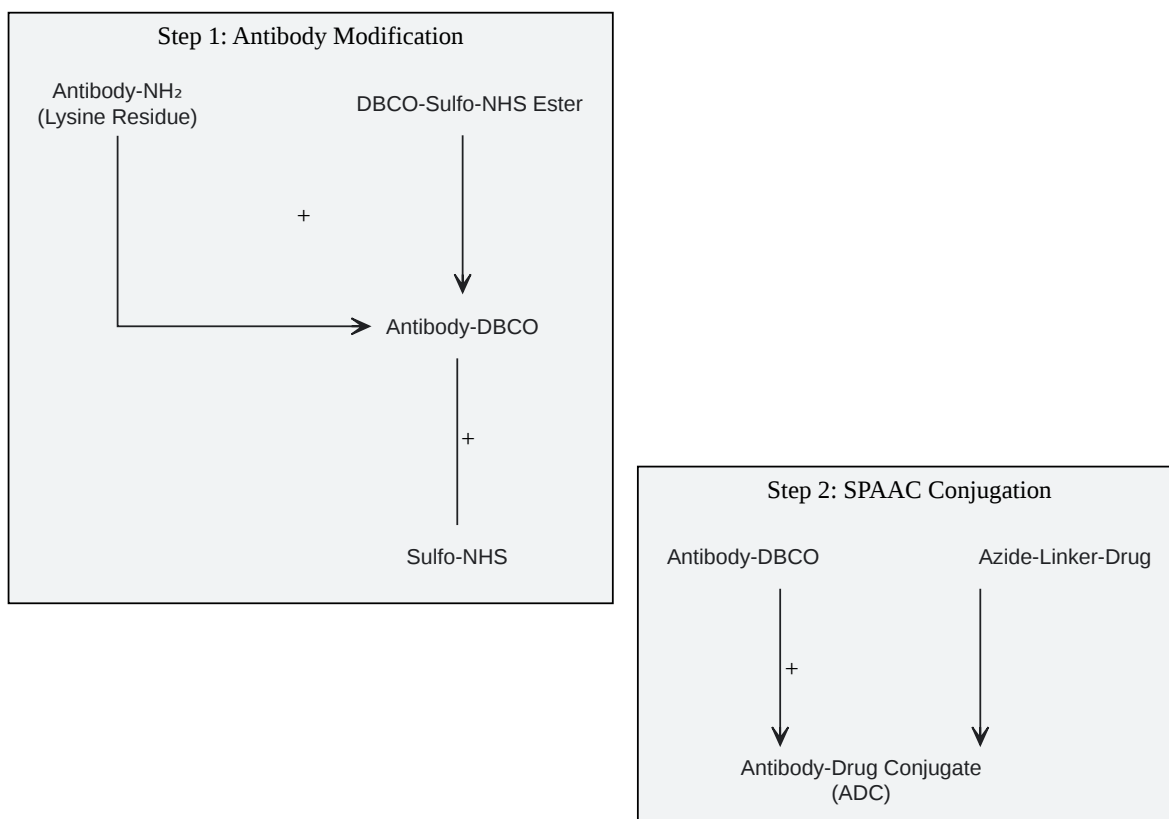 Step 1: Antibody Modification
Antibody-NH₂
(Lysine Residue)
DBCO-Sulfo-NHS Ester
+
Antibody-DBCO
+
Sulfo-NHS
Step 2: SPAAC Conjugation
Antibody-DBCO
Azide-Linker-Drug
+
Antibody-Drug Conjugate
(ADC)